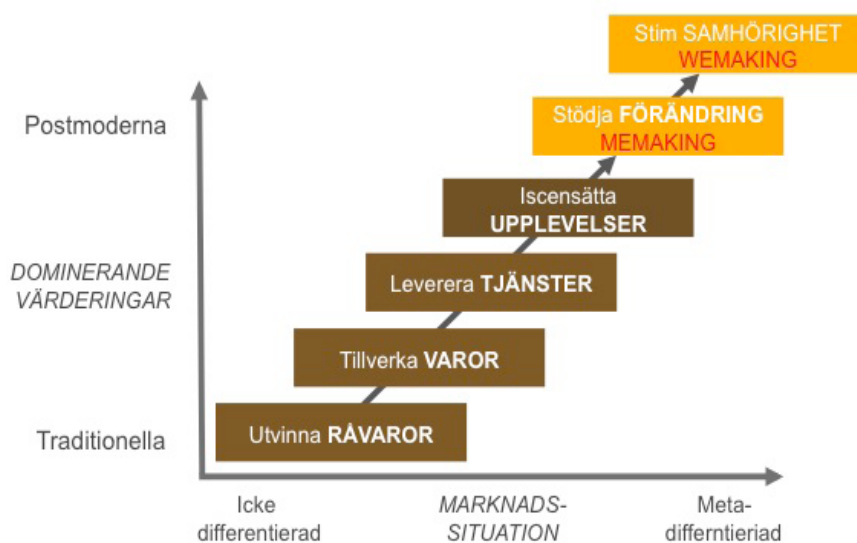 Stim SAMHÖRIGHET
WEMAKING
Postmoderna
Stödja FÖRÄNDRING
MEMAKING
Iscensätta
UPPLEVELSER
DOMINERANDE
VÄRDERINGAR
Leverera TJÄNSTER
Tillverka VAROR
Traditionella
Utvinna RÅVAROR
Icke
differentierad
MARKNADS-
SITUATION
Meta-
differntieriad